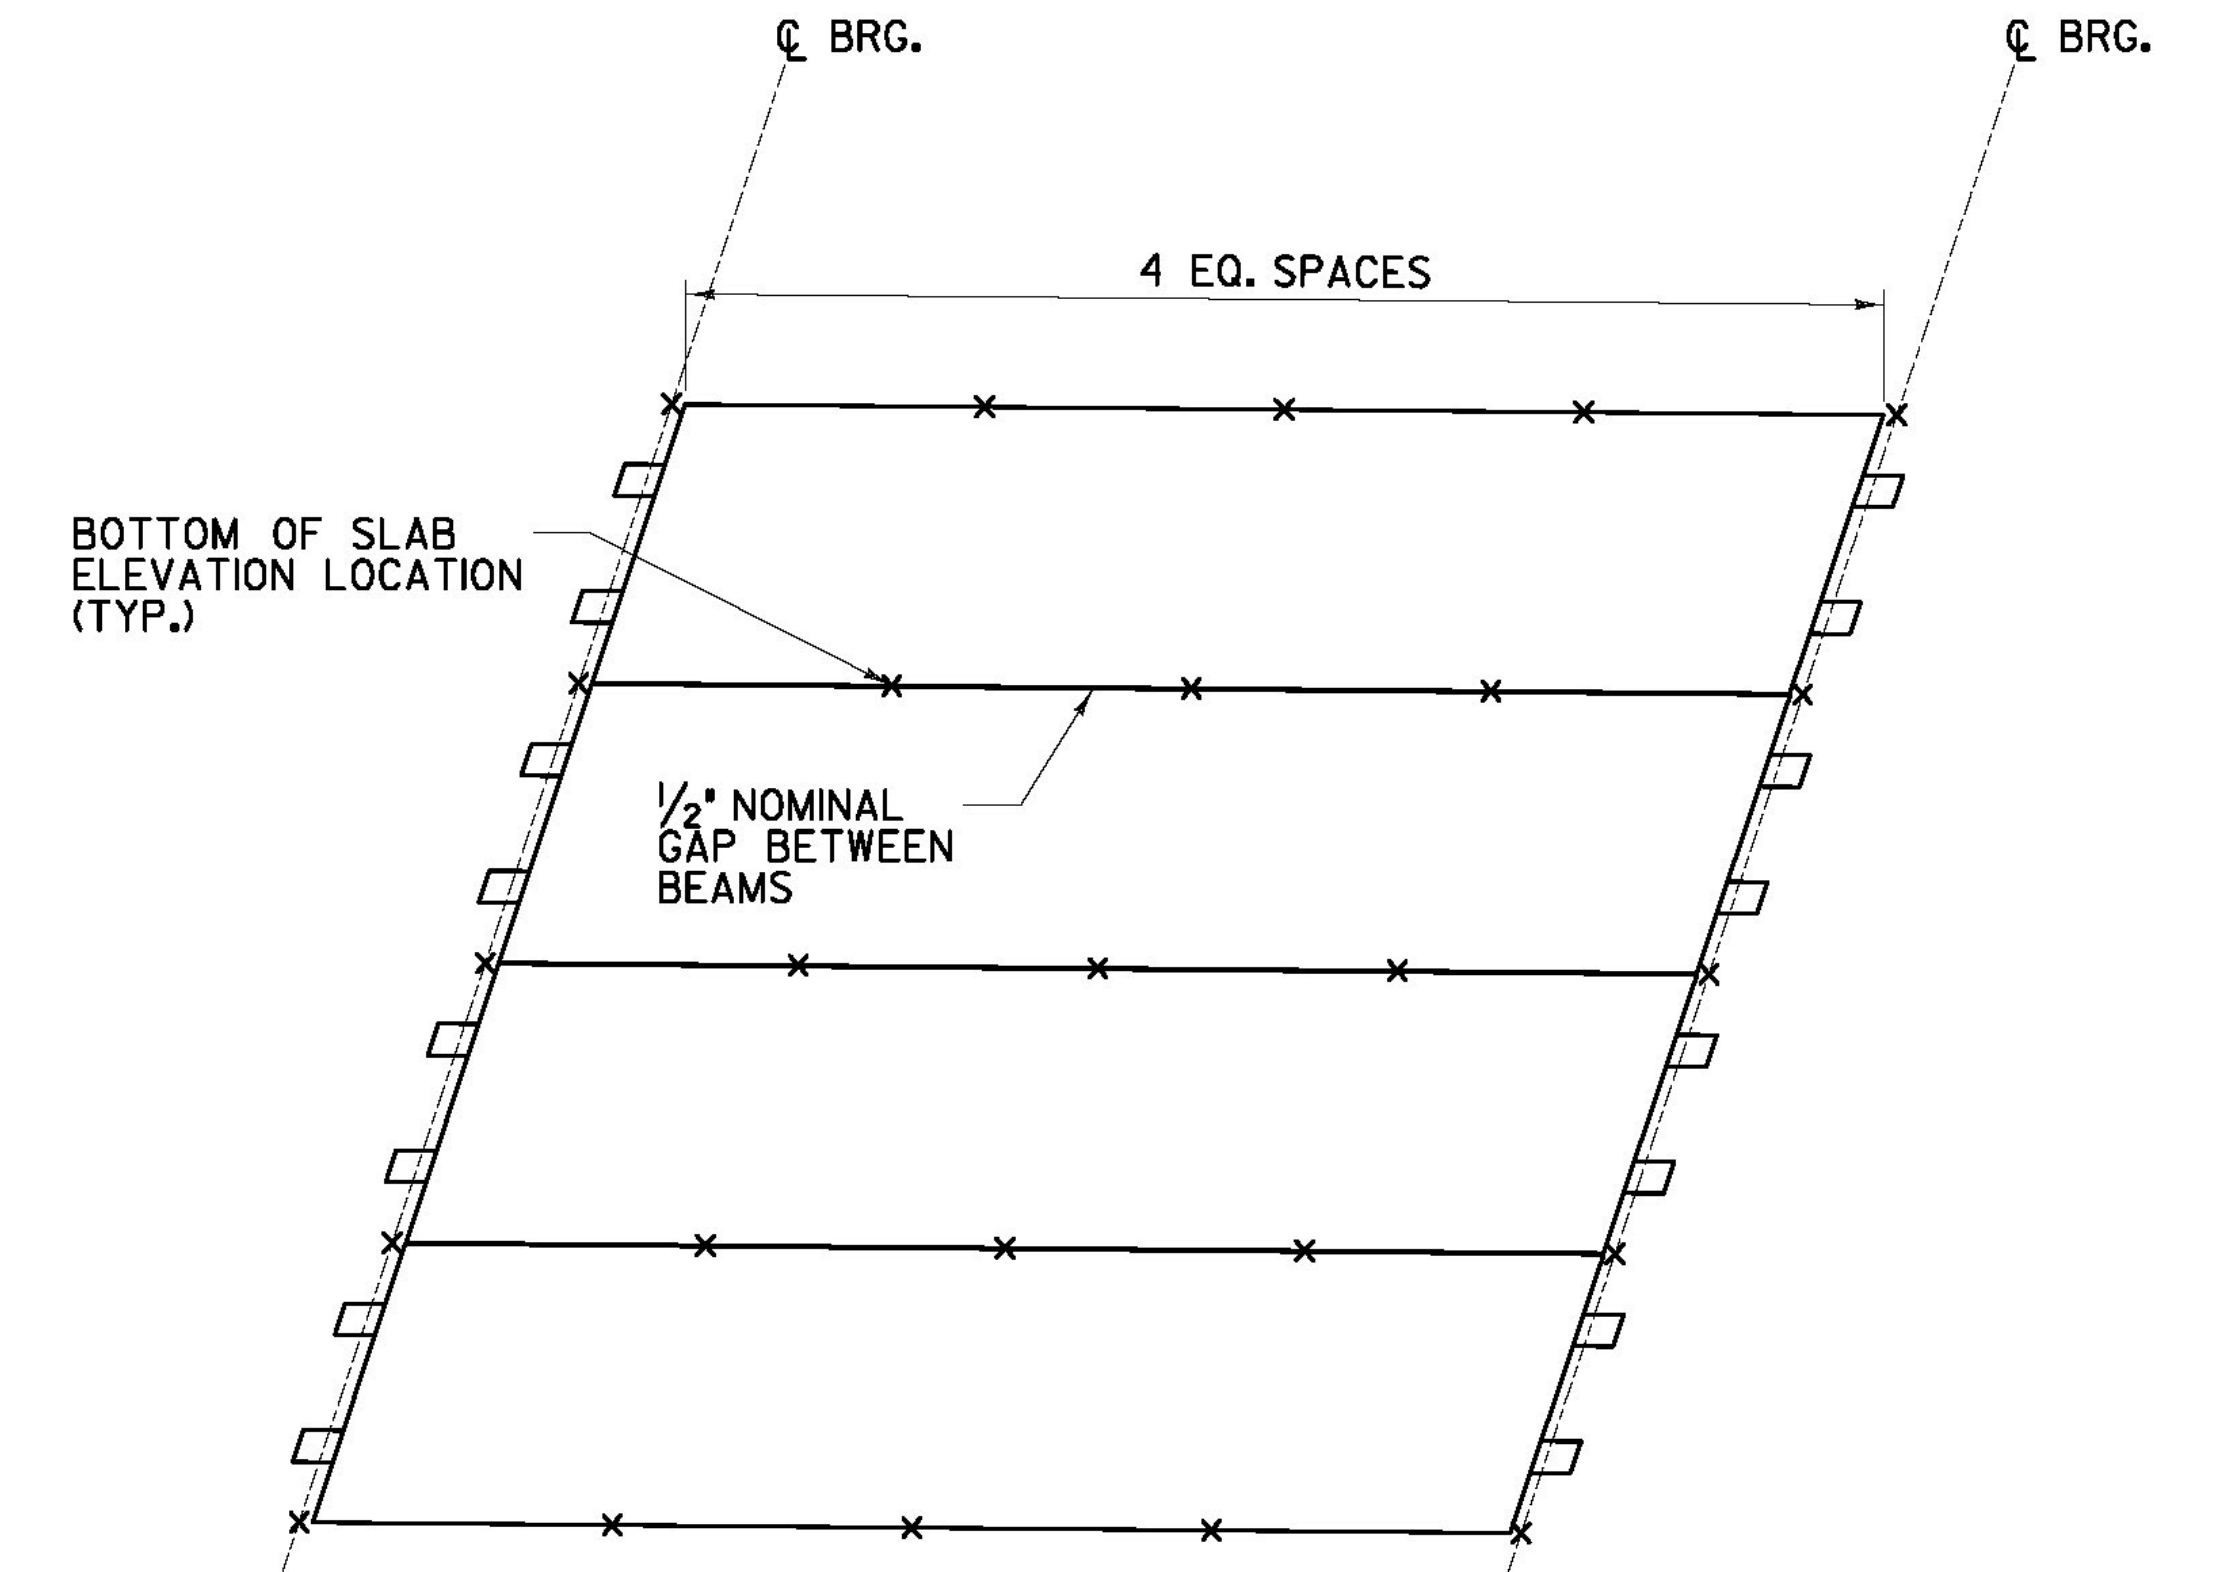 ℄ BRG.
℄ BRG.
4 EQ. SPACES
BOTTOM OF SLAB
ELEVATION LOCATION
(TYP.)
1/2" NOMINAL
GAP BETWEEN
BEAMS